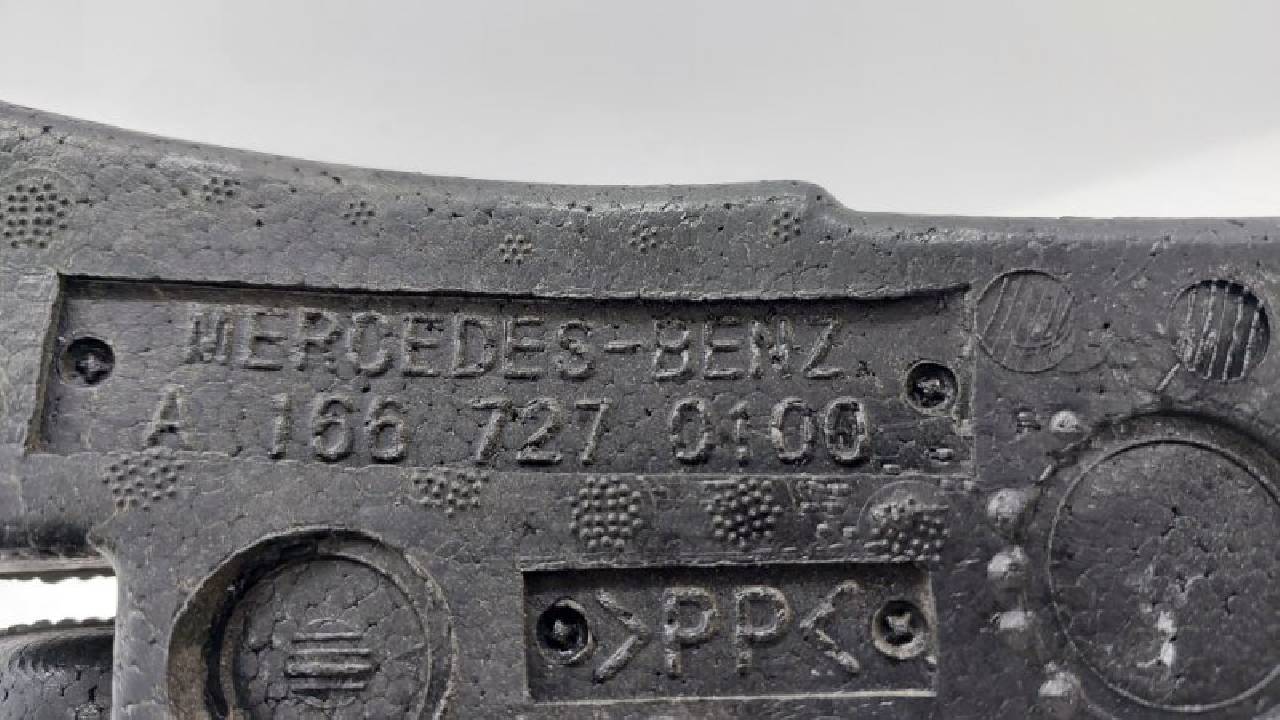 MERCEDES-BENZ
A 166 727 0100
>PP<